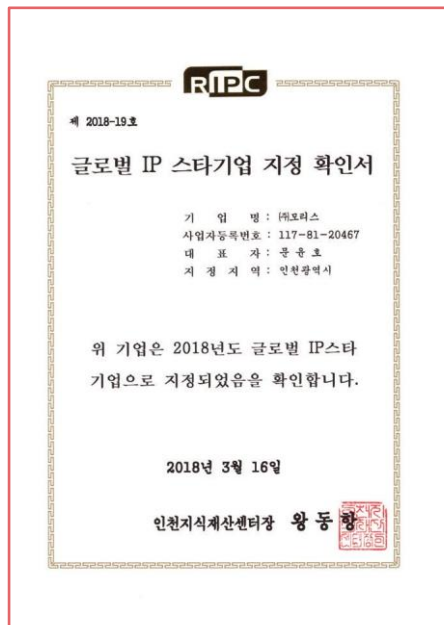 RIPC
제 2018-19호
글로벌 IP 스타기업 지정 확인서
기 업 명 : ㈜모리스
사업자등록번호 : 117-81-20467
대 표 자 : 문윤호
지 정 지 역 : 인천광역시
위 기업은 2018년도 글로벌 IP스타
기업으로 지정되었음을 확인합니다.
2018년 3월 16일
인천지식재산센터장 왕동항